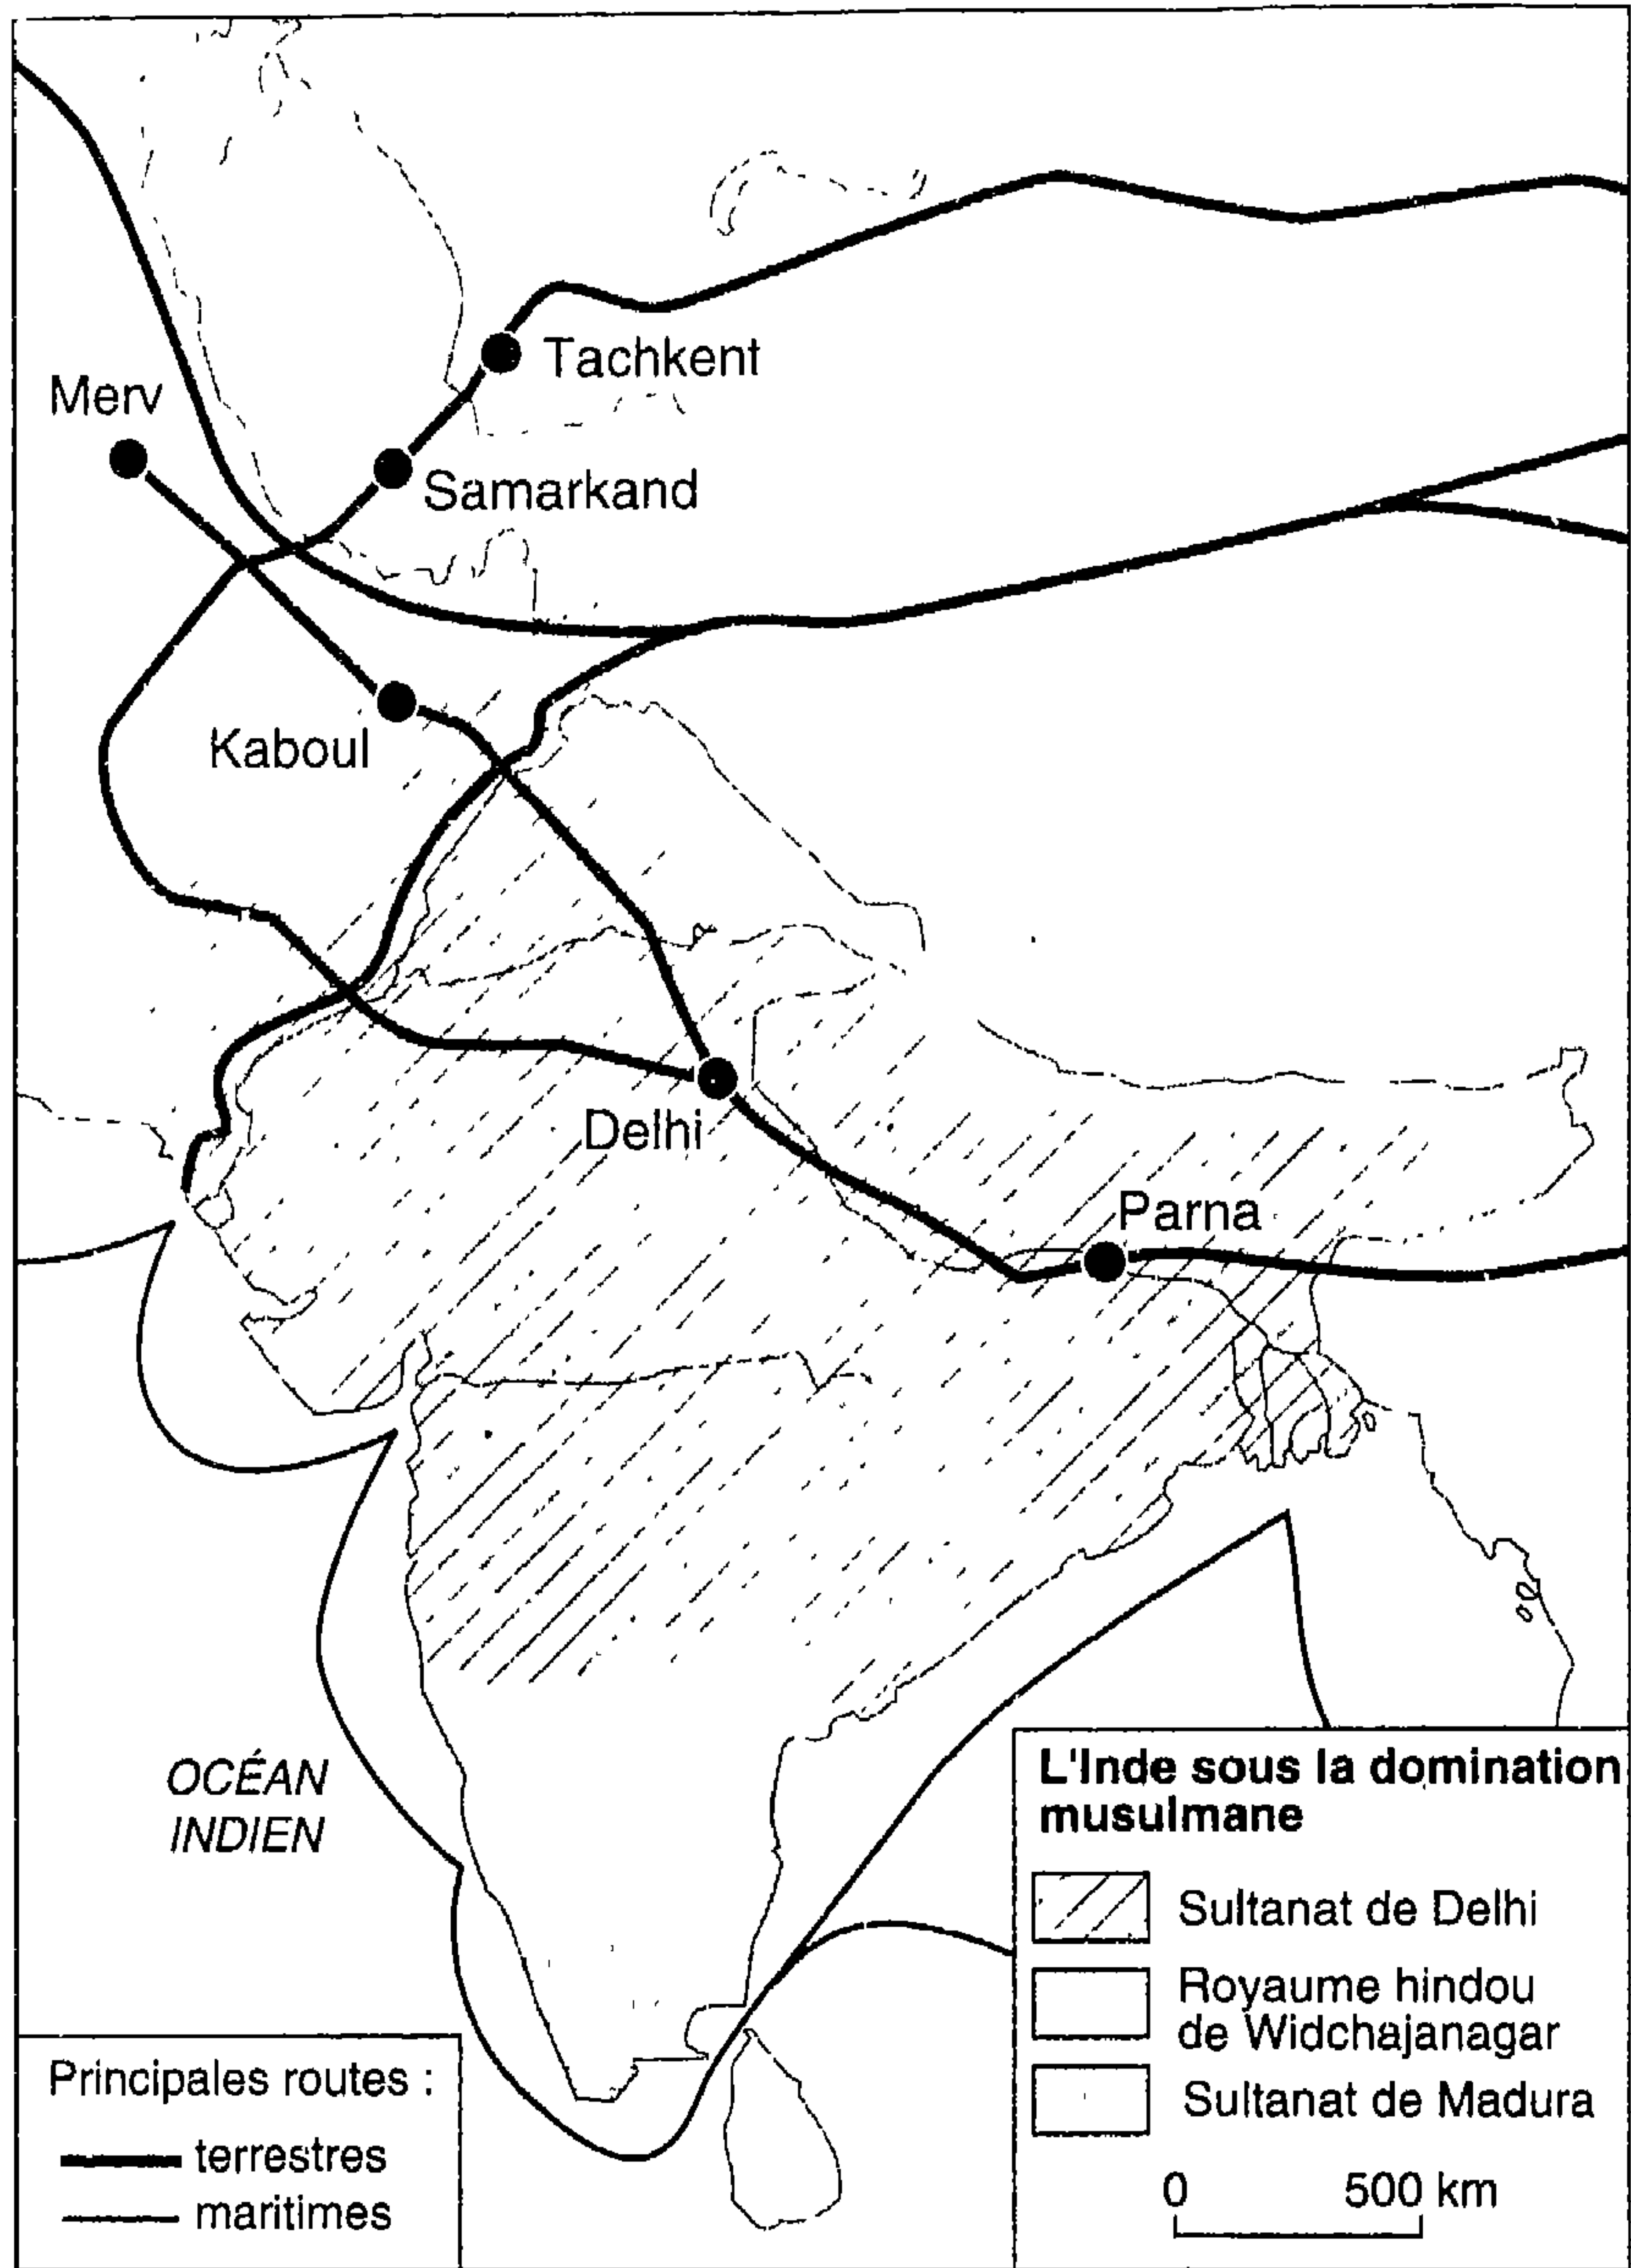 Tachkent
Merv
Samarkand
Kaboul
Delhi
Parna
OCÉAN
INDIEN
L'Inde sous la domination
musulmane
Sultanat de Delhi
Royaume hindou
de Widchajanagar
Sultanat de Madura
0 500 km
Principales routes :
terrestres
maritimes